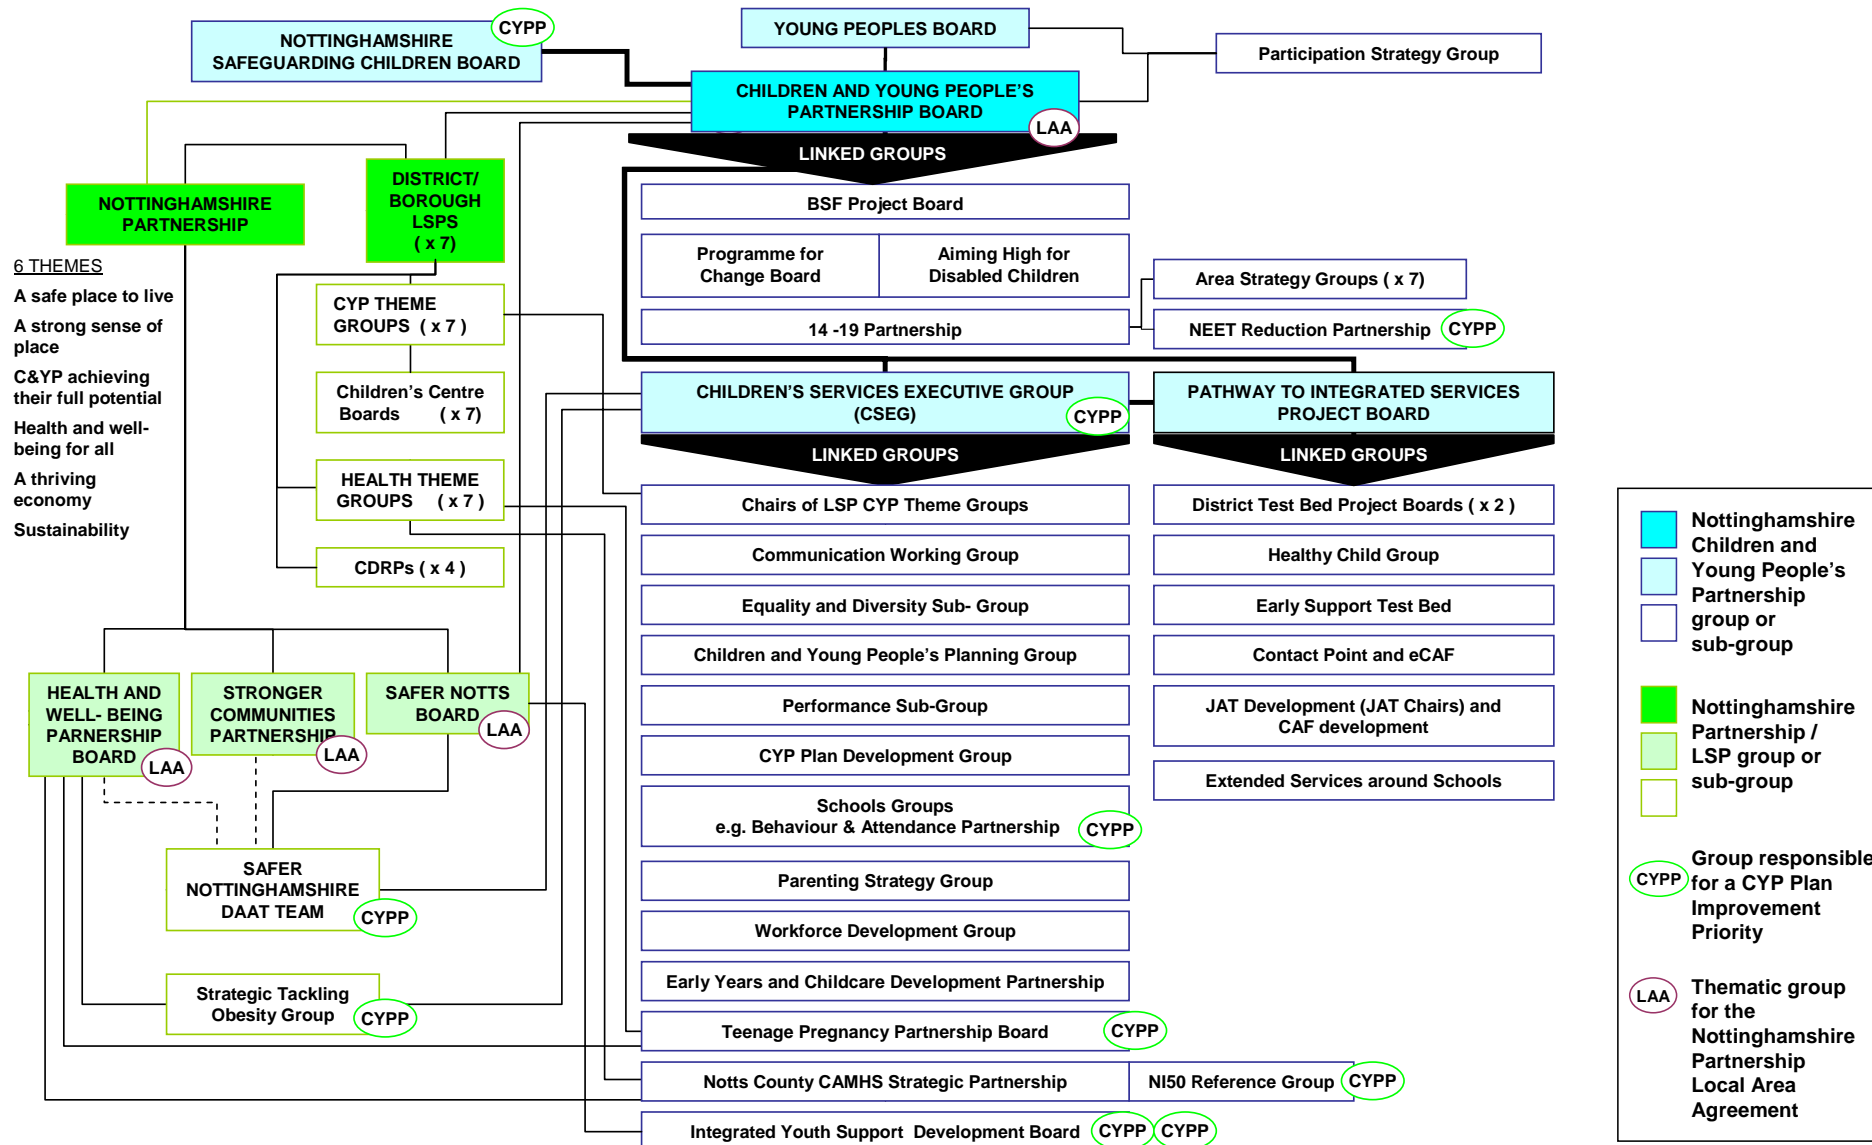 NOTTINGHAMSHIRE
SAFEGUARDING CHILDREN BOARD
CYPP
YOUNG PEOPLES BOARD
Participation Strategy Group
CHILDREN AND YOUNG PEOPLE'S
PARTNERSHIP BOARD
LAA
LINKED GROUPS
NOTTINGHAMSHIRE
PARTNERSHIP
DISTRICT/
BOROUGH
LSPS
( x 7)
6 THEMES
A safe place to live
A strong sense of
place
C&YP achieving
their full potential
Health and well-
being for all
A thriving
economy
Sustainability
CYP THEME
GROUPS ( x 7 )
Children's Centre
Boards ( x 7)
HEALTH THEME
GROUPS ( x 7 )
CDRPs ( x 4 )
BSF Project Board
Programme for
Change Board
Aiming High for
Disabled Children
14 -19 Partnership
Area Strategy Groups ( x 7)
NEET Reduction Partnership
CYPP
CHILDREN'S SERVICES EXECUTIVE GROUP
(CSEG)
CYPP
PATHWAY TO INTEGRATED SERVICES
PROJECT BOARD
LINKED GROUPS
LINKED GROUPS
Chairs of LSP CYP Theme Groups
Communication Working Group
Equality and Diversity Sub- Group
Children and Young People's Planning Group
Performance Sub-Group
CYP Plan Development Group
Schools Groups
e.g. Behaviour & Attendance Partnership
CYPP
Parenting Strategy Group
Workforce Development Group
Early Years and Childcare Development Partnership
Teenage Pregnancy Partnership Board
CYPP
Notts County CAMHS Strategic Partnership
NI50 Reference Group
CYPP
Integrated Youth Support Development Board
CYPP
CYPP
District Test Bed Project Boards ( x 2 )
Healthy Child Group
Early Support Test Bed
Contact Point and eCAF
JAT Development (JAT Chairs) and
CAF development
Extended Services around Schools
HEALTH AND
WELL- BEING
PARNERSHIP
BOARD
LAA
STRONGER
COMMUNITIES
PARTNERSHIP
LAA
SAFER NOTTS
BOARD
LAA
SAFER
NOTTINGHAMSHIRE
DAAT TEAM
CYPP
Strategic Tackling
Obesity Group
CYPP
Nottinghamshire
Children and
Young People's
Partnership
group or
sub-group
Nottinghamshire
Partnership /
LSP group or
sub-group
CYPP
Group responsible
for a CYP Plan
Improvement
Priority
LAA
Thematic group
for the
Nottinghamshire
Partnership
Local Area
Agreement